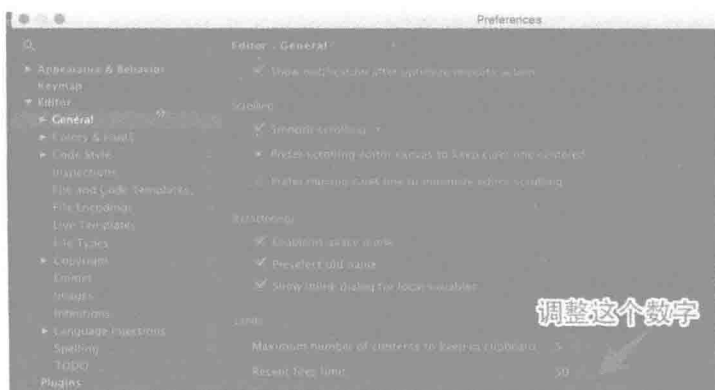 Preferences
Editor › General
Appearance & Behavior
Show notification after optimize imports action
Keymap
Editor
Scrolling
General
Smooth scrolling
Colors & Fonts
Code Style
Prefer scrolling editor canvas to keep caret line centered
Inspections
File and Code Templates
Prefer moving caret line to minimize editor scrolling
File Encodings
Live Templates
Refactorings
File Types
Enable in-place mode
Copyright
Preselect old name
Emmet
Show inline dialog for local variables
Images
Intentions
Limits
调整这个数字
Language Injections
Spelling
Maximum number of contents to keep in clipboard: 5
TODO
Recent files limit: 50
Plugins